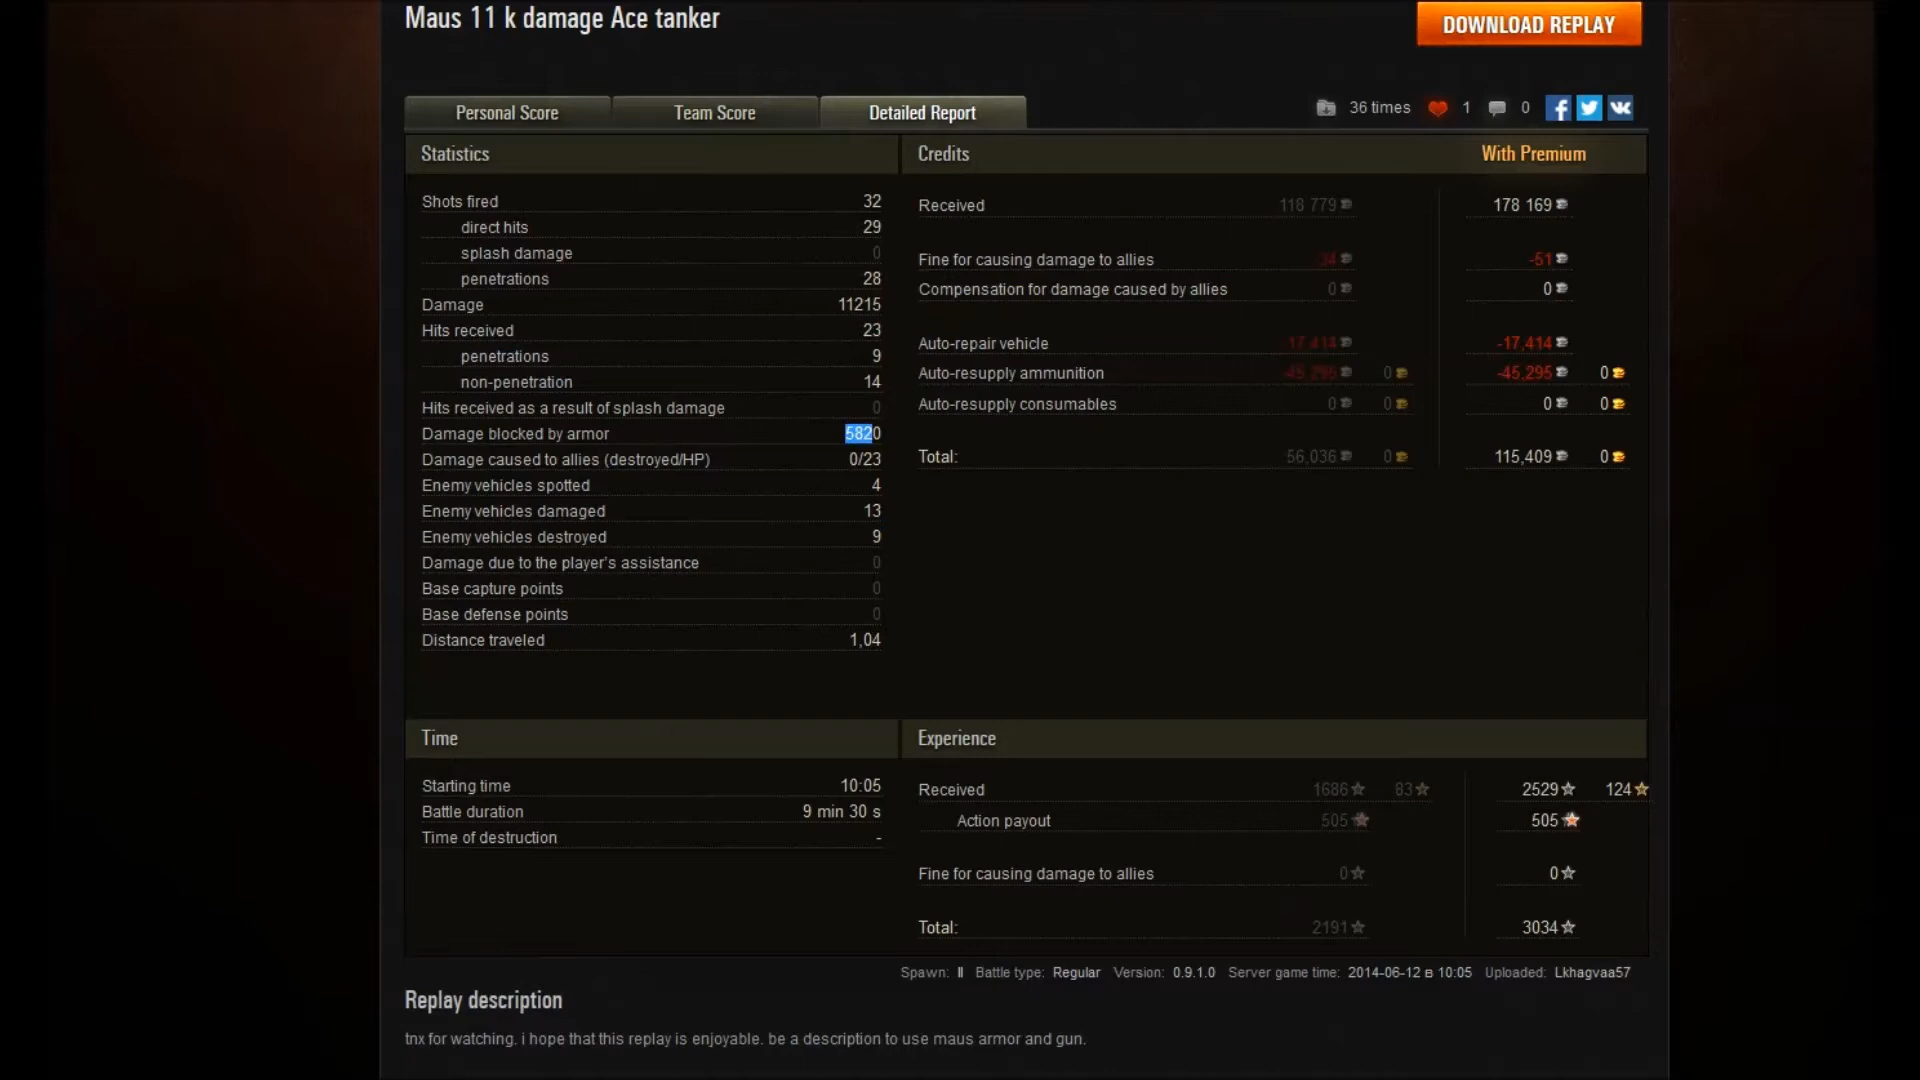 Maus 11 k damage Ace tanker
DOWNLOAD REPLAY
Personal Score Team Score Detailed Report 36 times 1 0
Statistics
Shots fired 32
direct hits 29
splash damage 0
penetrations 28
Damage 11215
Hits received 23
penetrations 9
non-penetration 14
Hits received as a result of splash damage 0
Damage blocked by armor 5820
Damage caused to allies (destroyed/HP) 0/23
Enemy vehicles spotted 4
Enemy vehicles damaged 13
Enemy vehicles destroyed 9
Damage due to the player's assistance 0
Base capture points 0
Base defense points 0
Distance traveled 1,04
Credits With Premium
Received 118 779 178 169
Fine for causing damage to allies -34 -51
Compensation for damage caused by allies 0 0
Auto-repair vehicle -17,414 -17,414
Auto-resupply ammunition -45,295 0 -45,295 0
Auto-resupply consumables 0 0 0 0
Total: 56,036 0 115,409 0
Time
Starting time 10:05
Battle duration 9 min 30 s
Time of destruction -
Experience
Received 1686 83 2529 124
Action payout 505 505
Fine for causing damage to allies 0 0
Total: 2191 3034
Spawn: II Battle type: Regular Version: 0.9.1.0 Server game time: 2014-06-12 в 10:05 Uploaded: Lkhagvaa57
Replay description
tnx for watching. i hope that this replay is enjoyable. be a description to use maus armor and gun.